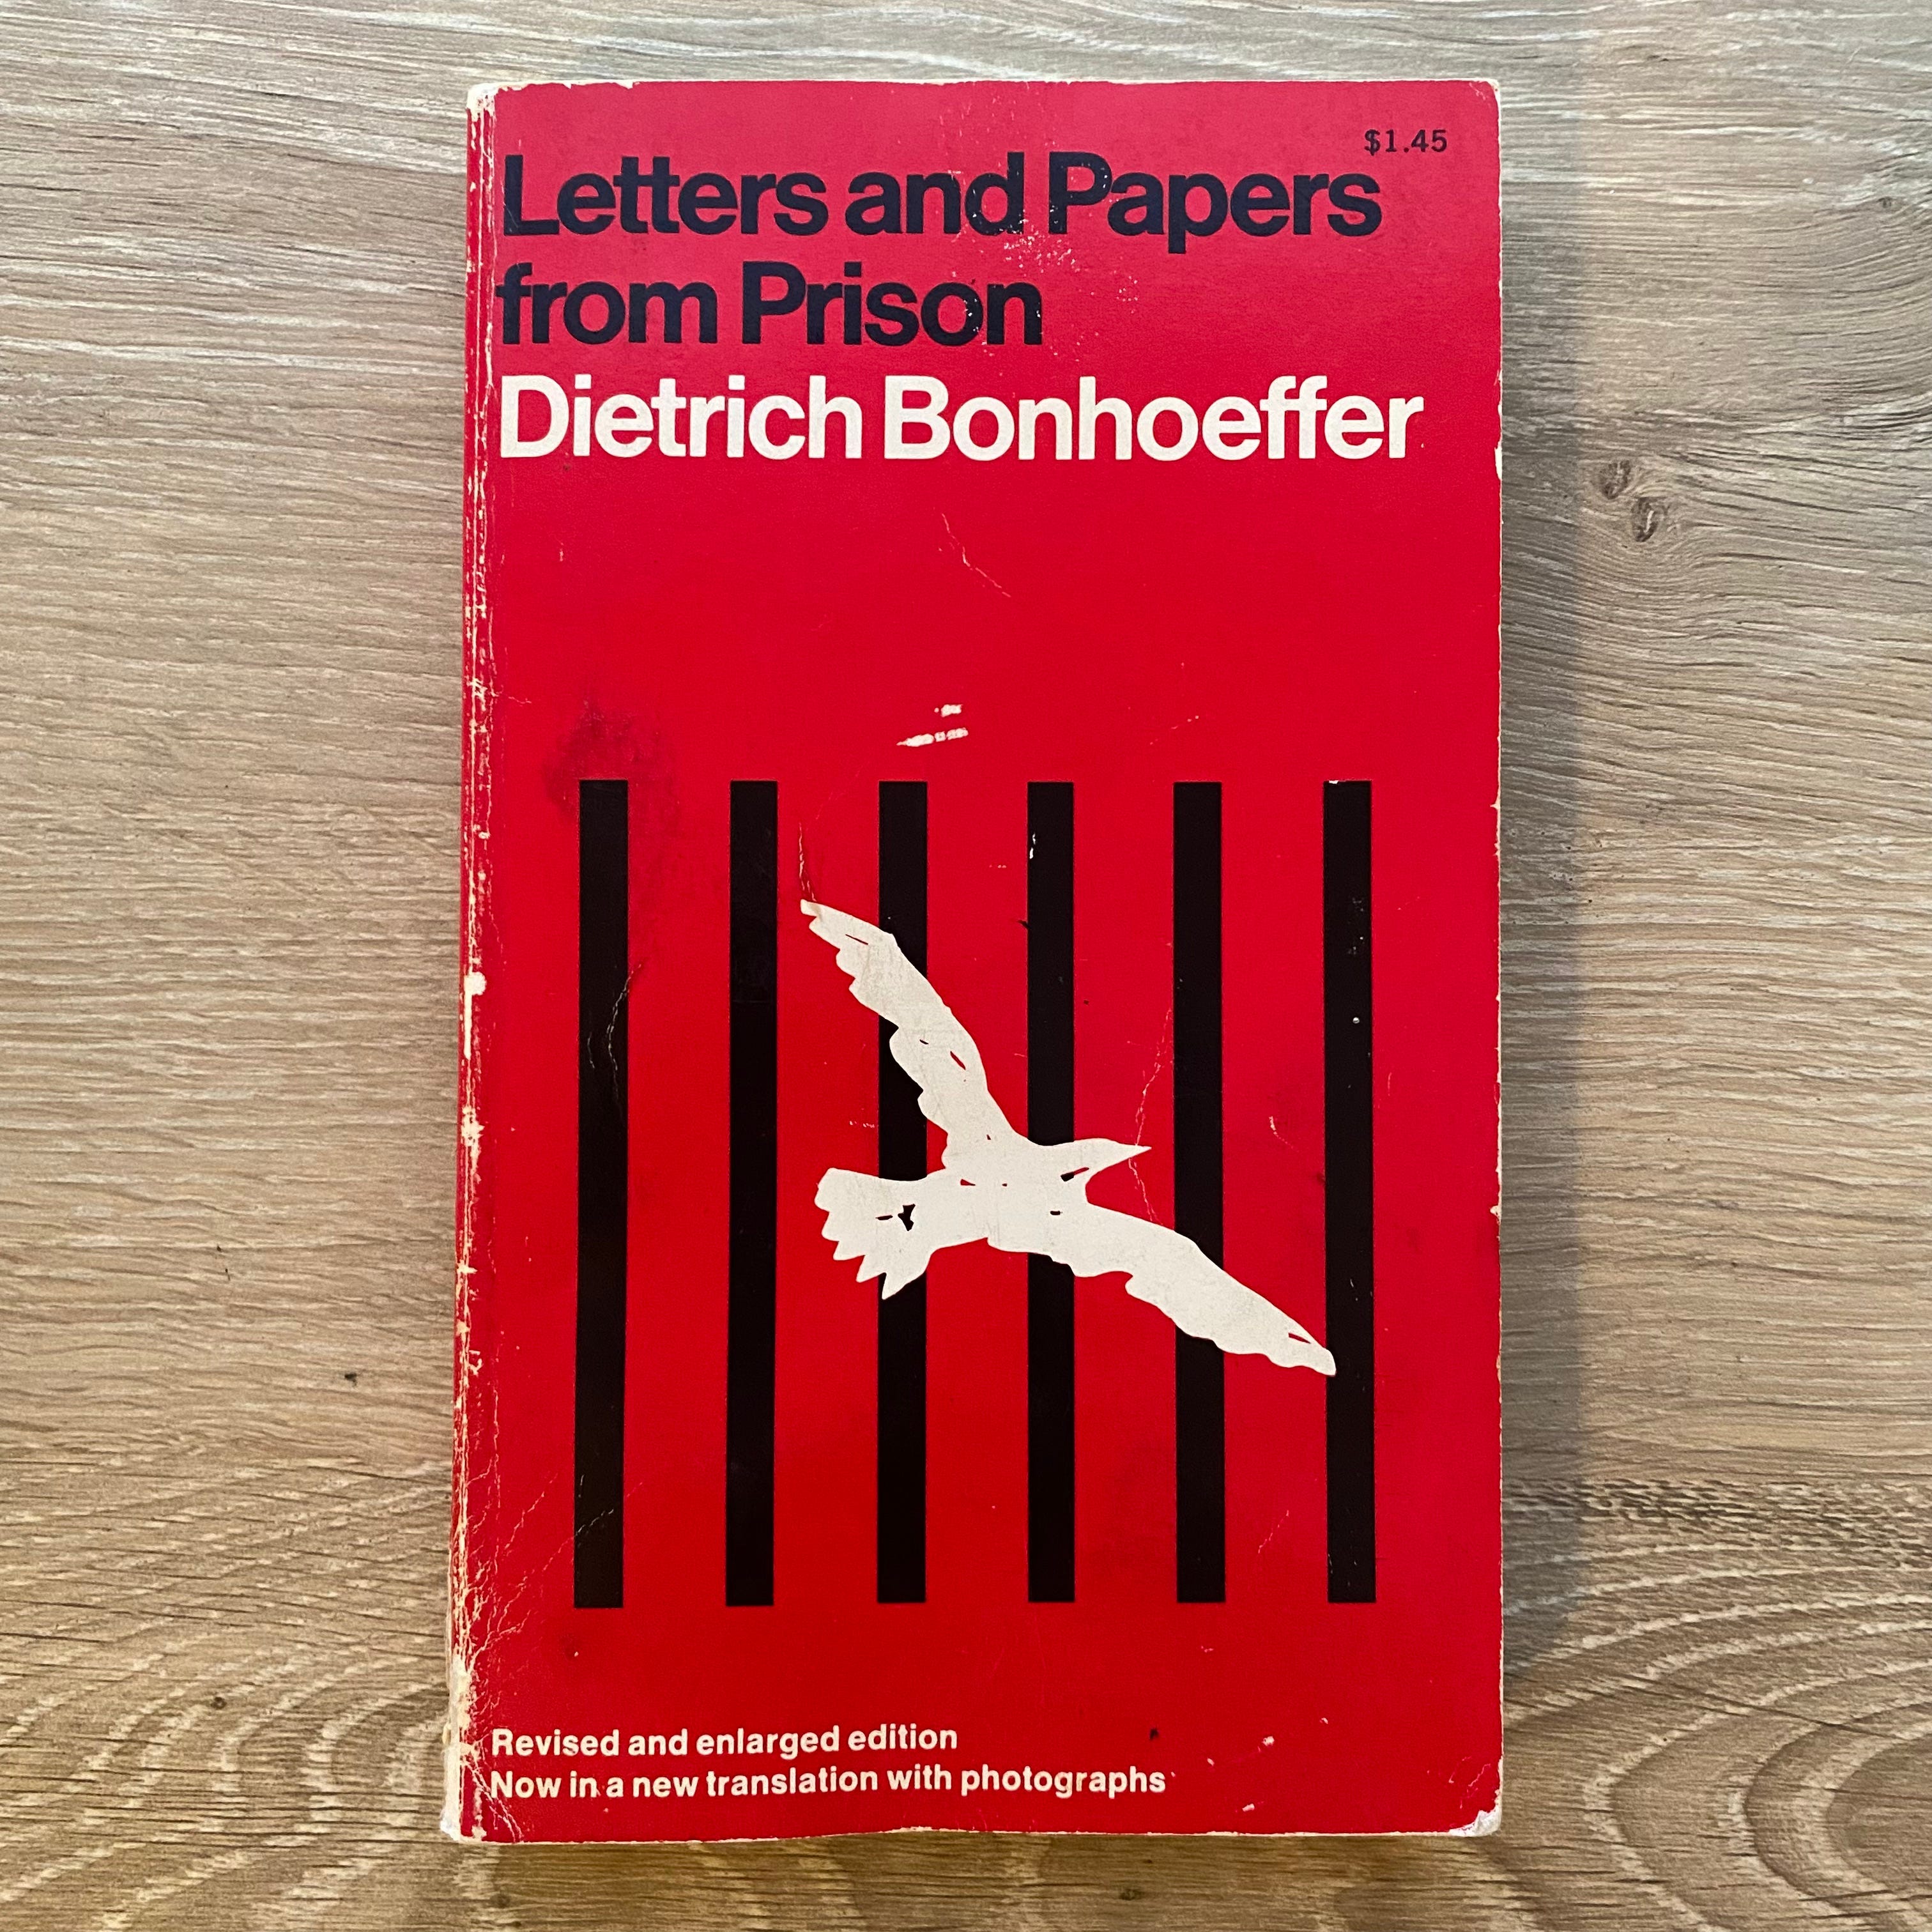 $1.45
Letters and Papers
from Prison
Dietrich Bonhoeffer
Revised and enlarged edition
Now in a new translation with photographs